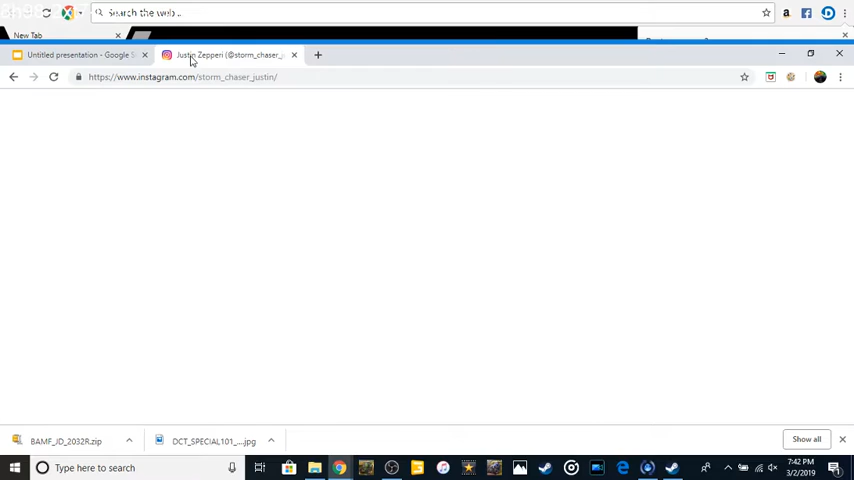 Search the web...
New Tab
Untitled presentation - Google S
Justin Zepperi (@storm_chaser_j
https://www.instagram.com/storm_chaser_justin/
BAMF_JD_2032R.zip
DCT_SPECIAL101_....jpg
Show all
Type here to search
7:42 PM
3/2/2019